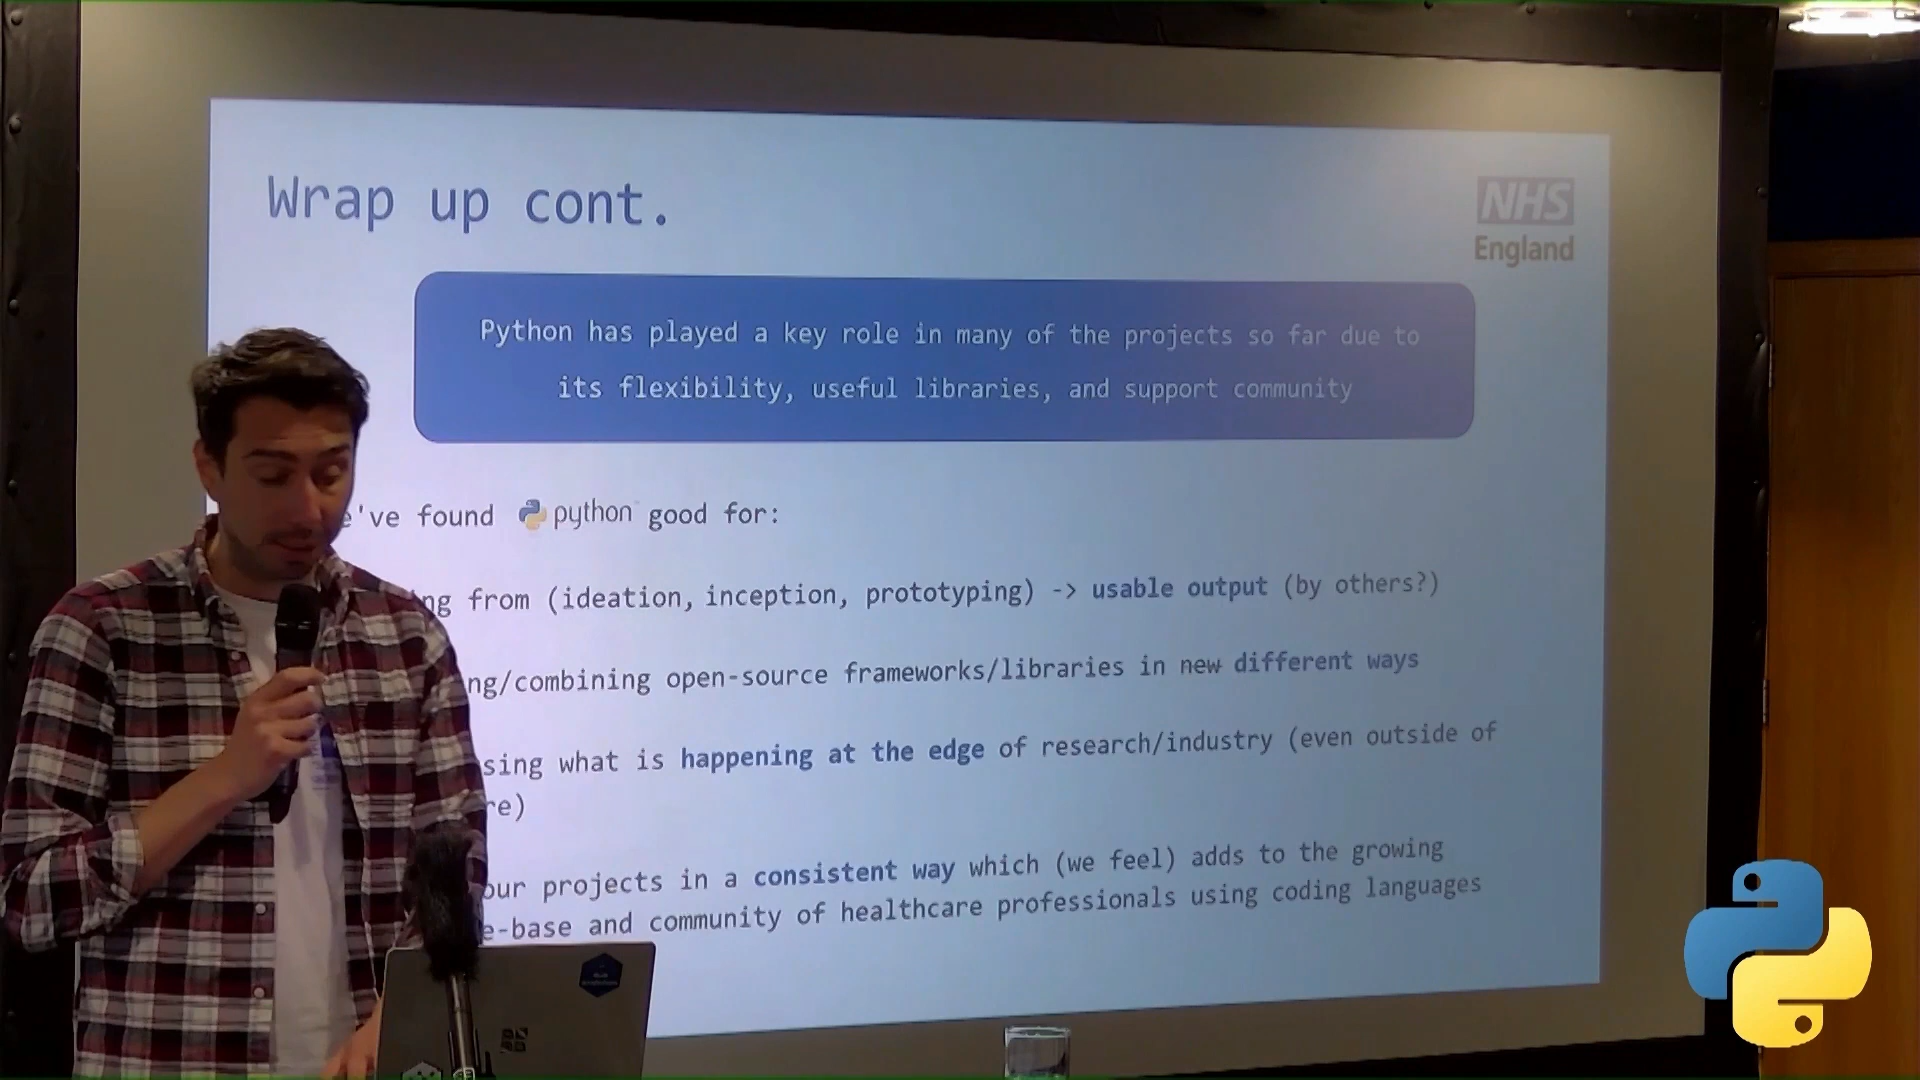 Wrap up cont.
NHS
England
Python has played a key role in many of the projects so far due to
its flexibility, useful libraries, and support community
e've found python good for:
ng from (ideation, inception, prototyping) -> usable output (by others?)
ng/combining open-source frameworks/libraries in new different ways
sing what is happening at the edge of research/industry (even outside of
re)
our projects in a consistent way which (we feel) adds to the growing
e-base and community of healthcare professionals using coding languages